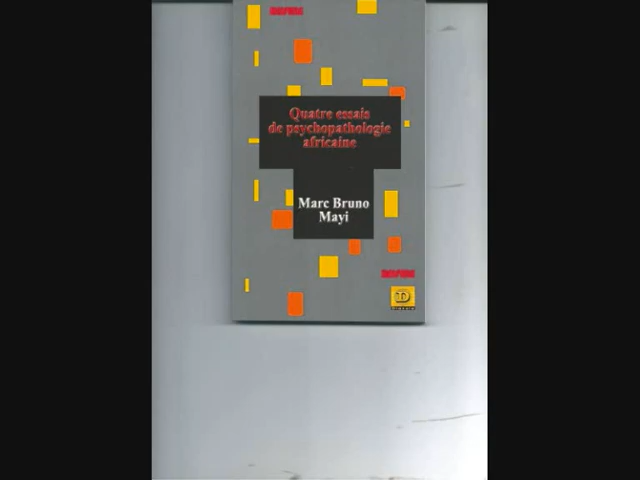 Quatre essais
de psychopathologie
africaine
Marc Bruno
Mayi
D